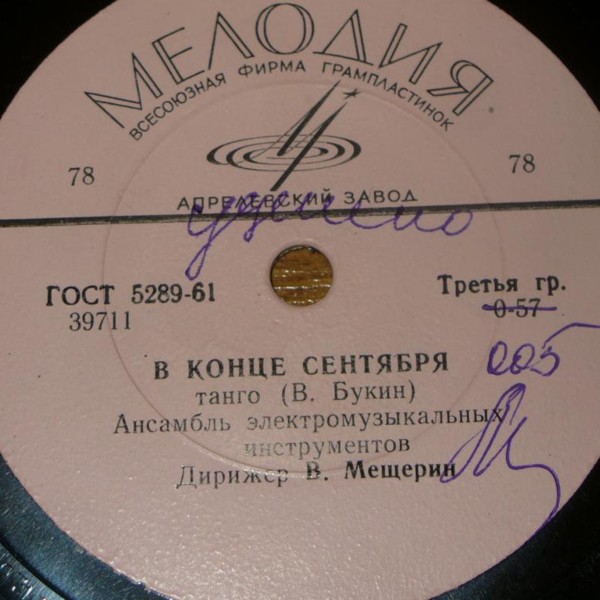 МЕЛОДИЯ
ВСЕСОЮЗНАЯ ФИРМА ГРАМПЛАСТИНОК
78
78
АПРЕЛЕВСКИЙ ЗАВОД
уценено
ГОСТ 5289-61
Третья гр.
39711
0-57
005
В КОНЦЕ СЕНТЯБРЯ
танго (В. Букин)
Ансамбль электромузыкальных
инструментов
Дирижер В. Мещерин